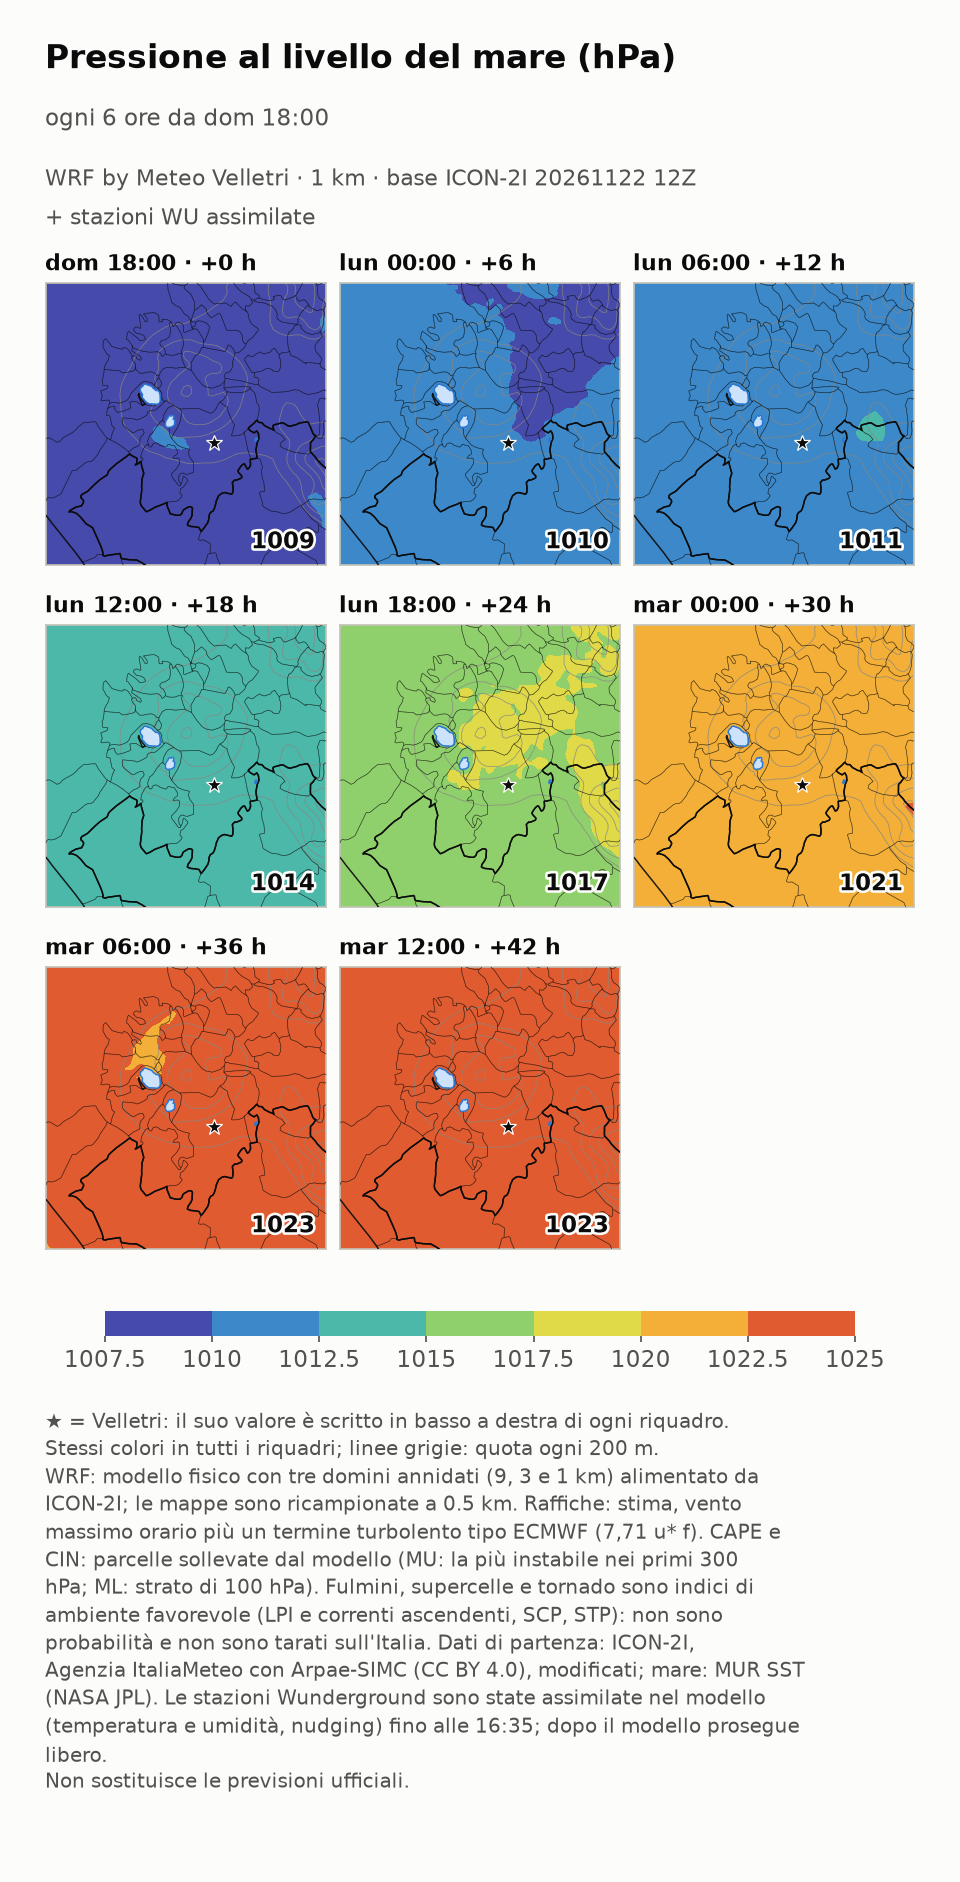 Pressione al livello del mare (hPa)
ogni 6 ore da dom 18:00
WRF by Meteo Velletri · 1 km · base ICON-2I 20261122 12Z
+ stazioni WU assimilate
dom 18:00 · +0 h
lun 00:00 · +6 h
lun 06:00 · +12 h
1009
1010
1011
lun 12:00 · +18 h
lun 18:00 · +24 h
mar 00:00 · +30 h
1014
1017
1021
mar 06:00 · +36 h
mar 12:00 · +42 h
1023
1023
1007.5 1010 1012.5 1015 1017.5 1020 1022.5 1025
★ = Velletri: il suo valore è scritto in basso a destra di ogni riquadro.
Stessi colori in tutti i riquadri; linee grigie: quota ogni 200 m.
WRF: modello fisico con tre domini annidati (9, 3 e 1 km) alimentato da
ICON-2I; le mappe sono ricampionate a 0.5 km. Raffiche: stima, vento
massimo orario più un termine turbolento tipo ECMWF (7,71 u* f). CAPE e
CIN: parcelle sollevate dal modello (MU: la più instabile nei primi 300
hPa; ML: strato di 100 hPa). Fulmini, supercelle e tornado sono indici di
ambiente favorevole (LPI e correnti ascendenti, SCP, STP): non sono
probabilità e non sono tarati sull'Italia. Dati di partenza: ICON-2I,
Agenzia ItaliaMeteo con Arpae-SIMC (CC BY 4.0), modificati; mare: MUR SST
(NASA JPL). Le stazioni Wunderground sono state assimilate nel modello
(temperatura e umidità, nudging) fino alle 16:35; dopo il modello prosegue
libero.
Non sostituisce le previsioni ufficiali.